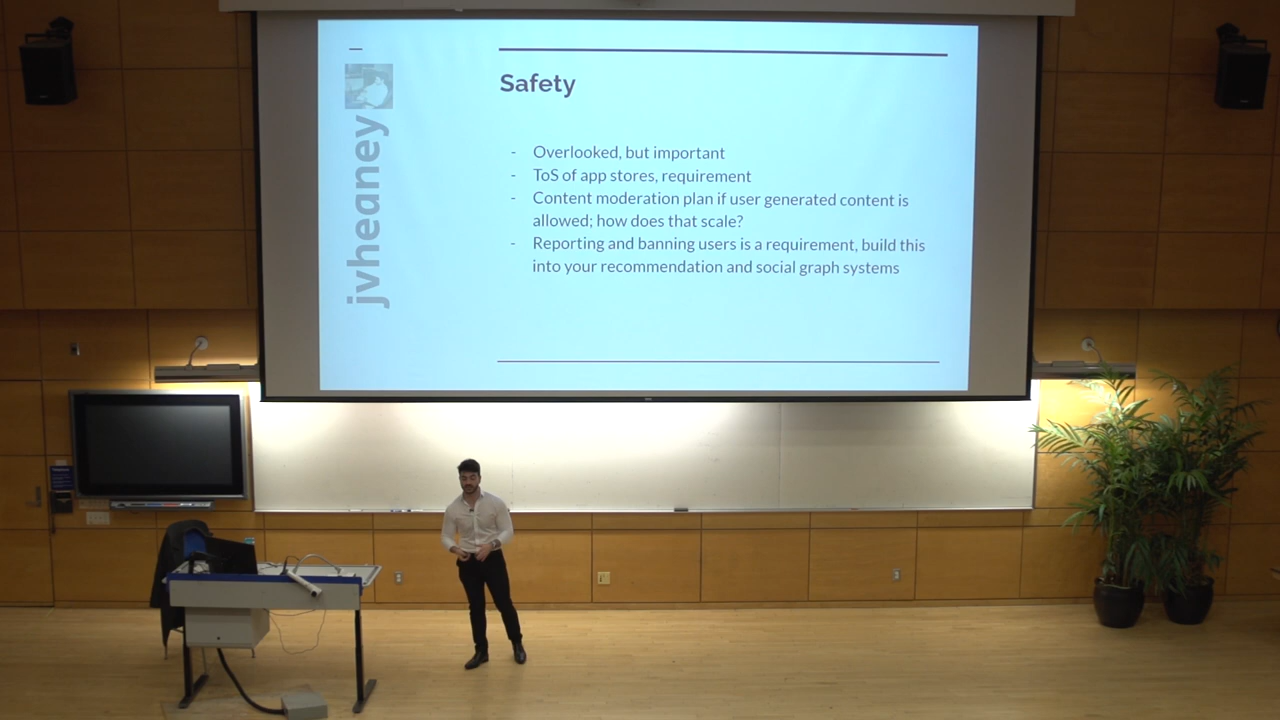 jvheaney
Safety
- Overlooked, but important
- ToS of app stores, requirement
- Content moderation plan if user generated content is
allowed; how does that scale?
- Reporting and banning users is a requirement, build this
into your recommendation and social graph systems